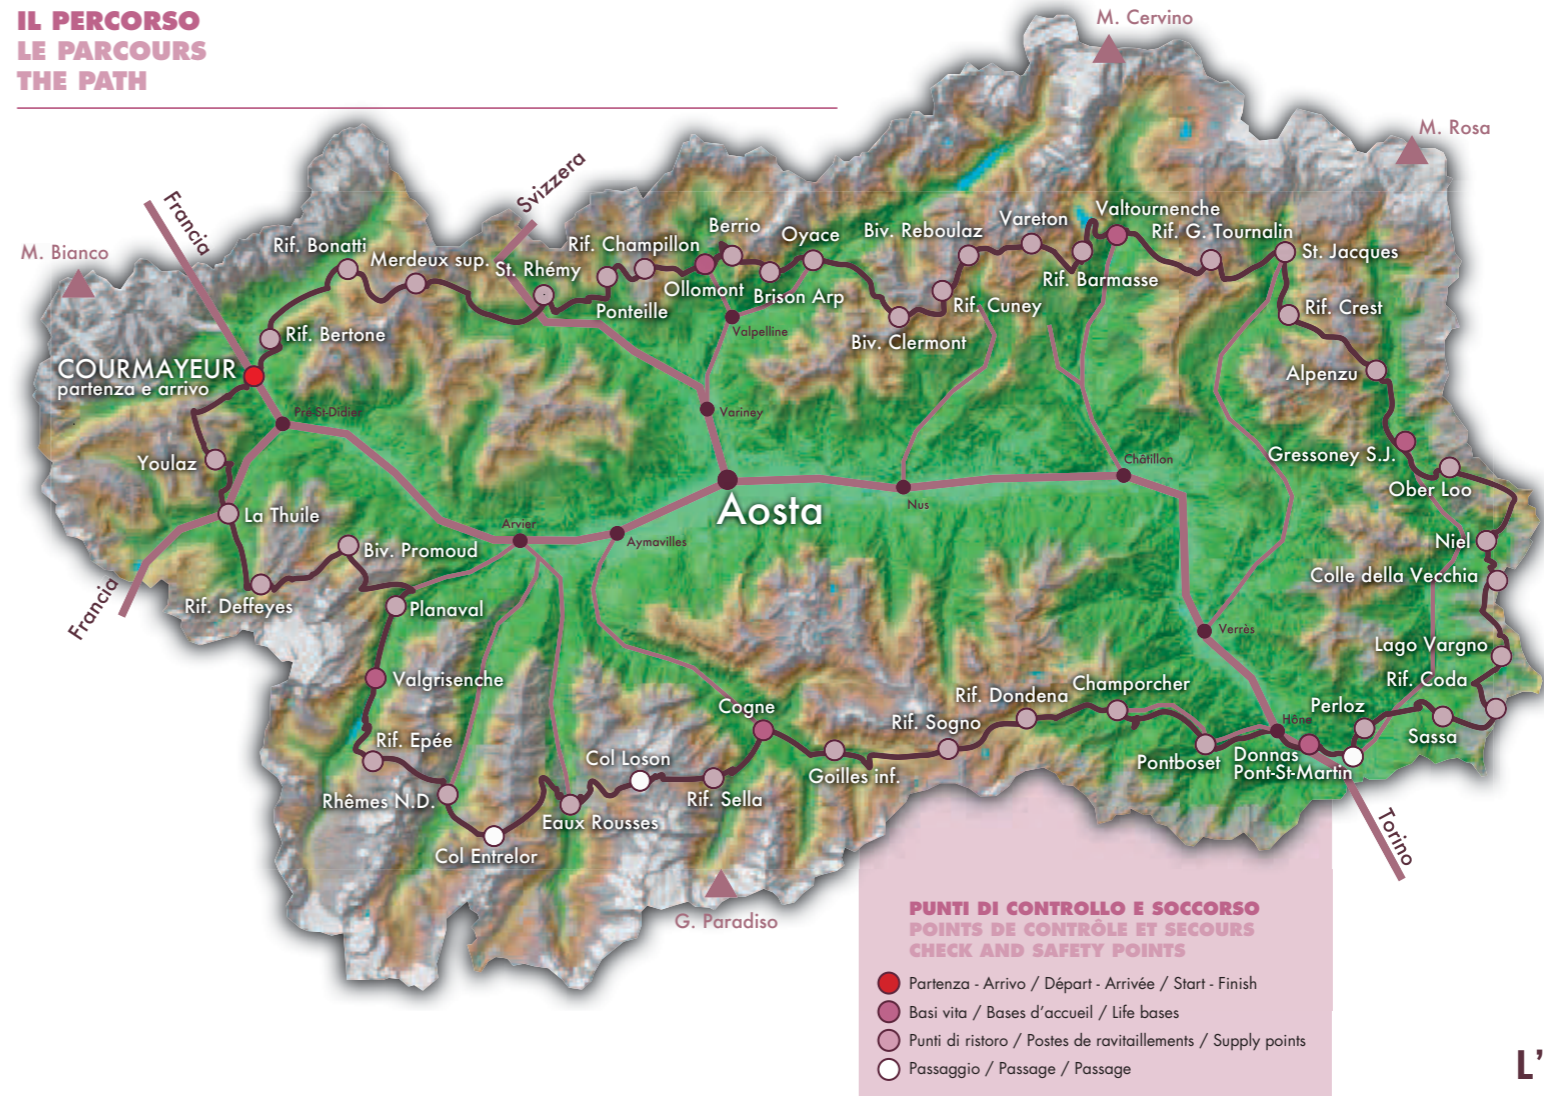 IL PERCORSO
LE PARCOURS
THE PATH
M. Cervino
M. Rosa
M. Bianco
Francia
Svizzera
Rif. Bonatti
Merdeux sup.
St. Rhémy
Rif. Champillon
Berrio
Oyace
Biv. Reboulaz
Vareton
Valtournenche
Rif. G. Tournalin
St. Jacques
Rif. Barmasse
Ollomont
Brison Arp
Ponteille
Rif. Cuney
Rif. Crest
Rif. Bertone
Valpelline
Biv. Clermont
COURMAYEUR
partenza e arrivo
Alpenzu
Pré-St-Didier
Variney
Youlaz
Châtillon
Gressoney S.J.
Ober Loo
La Thuile
Aosta
Nus
Arvier
Aymavilles
Niel
Biv. Promoud
Colle della Vecchia
Francia
Rif. Deffeyes
Planaval
Verrès
Lago Vargno
Valgrisenche
Rif. Coda
Cogne
Rif. Dondena
Champorcher
Rif. Sogno
Hône
Perloz
Sassa
Rif. Epée
Col Loson
Goilles inf.
Pontboset
Donnas
Pont-St-Martin
Rhêmes N.D.
Rif. Sella
Eaux Rousses
Col Entrelor
Torino
G. Paradiso
PUNTI DI CONTROLLO E SOCCORSO
POINTS DE CONTRÔLE ET SECOURS
CHECK AND SAFETY POINTS
Partenza - Arrivo / Départ - Arrivée / Start - Finish
Basi vita / Bases d'accueil / Life bases
Punti di ristoro / Postes de ravitaillements / Supply points
Passaggio / Passage / Passage
L'